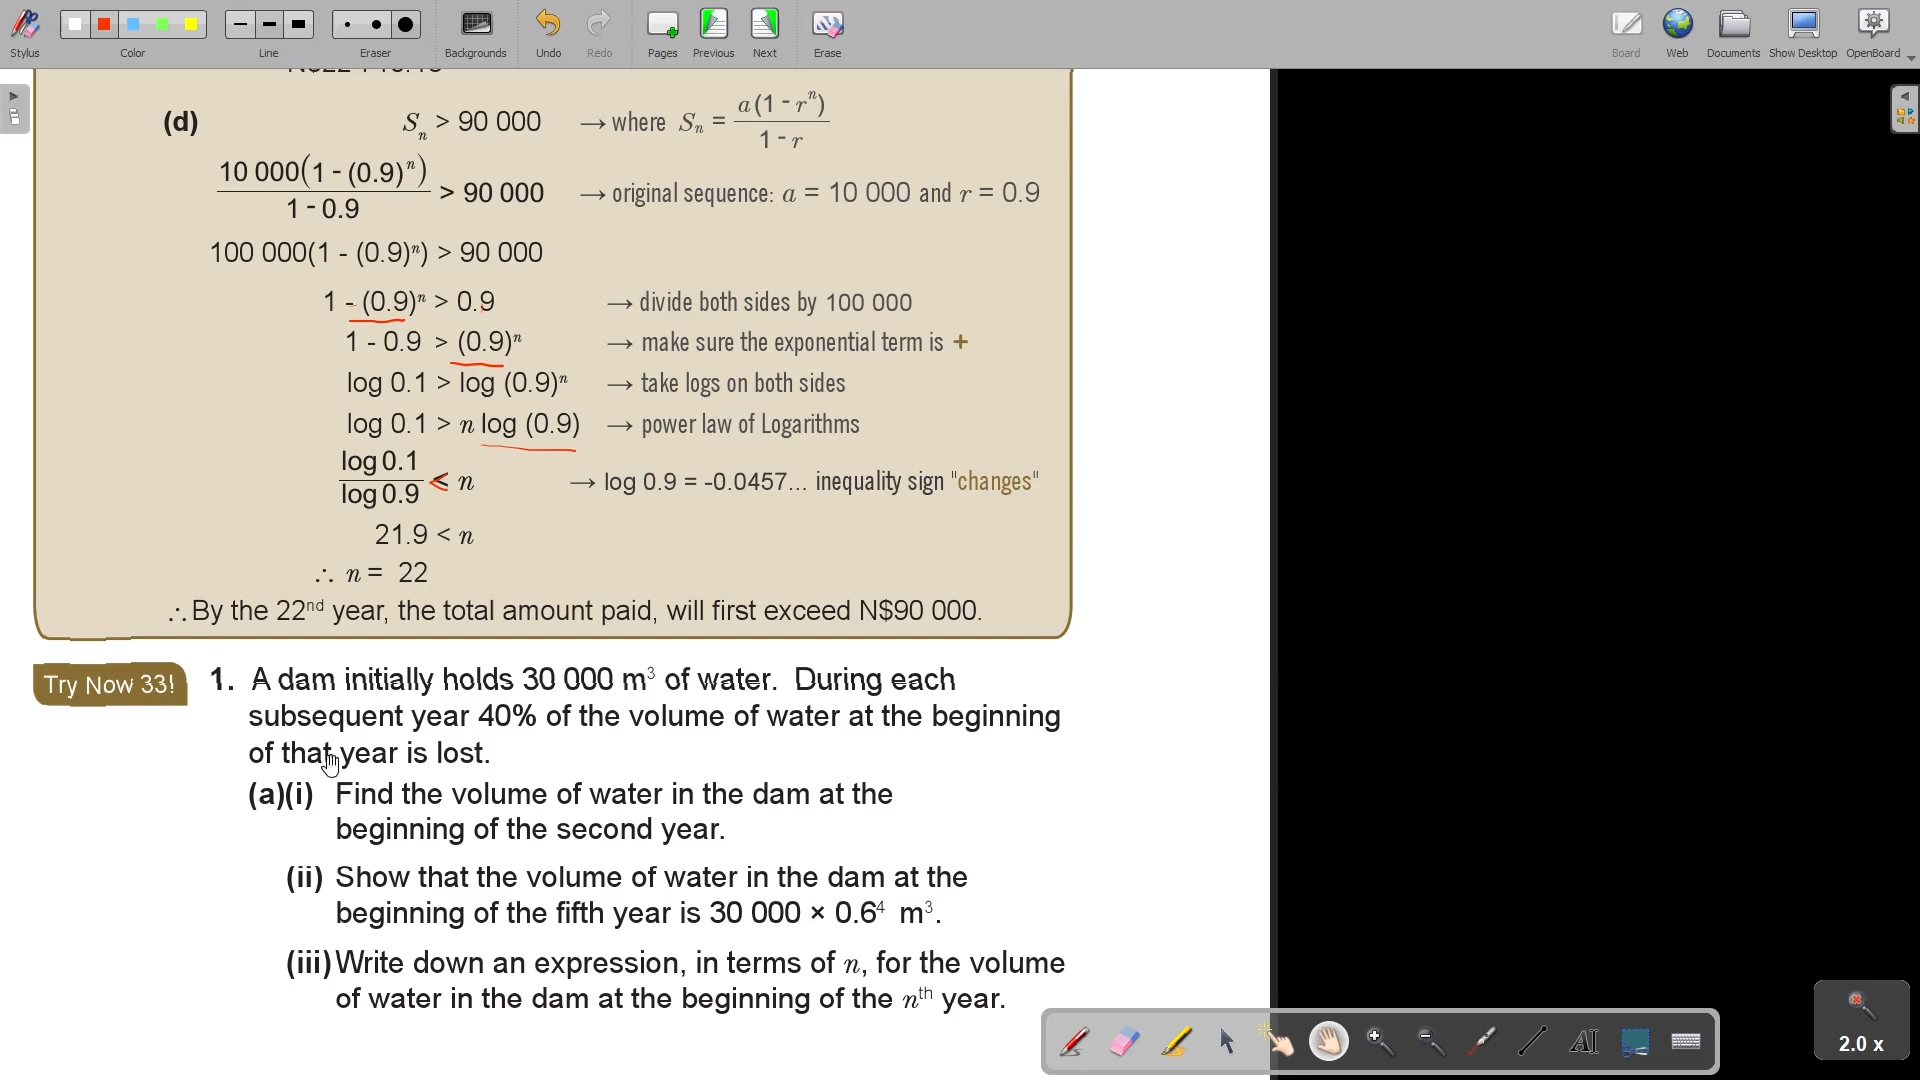 Stylus Color Line Eraser Backgrounds Undo Redo Pages Previous Next Erase Board Web Documents Show Desktop OpenBoard
(d) Sₙ > 90 000 → where Sₙ = a(1 - rⁿ) / 1 - r
10 000(1 - (0.9)ⁿ) / 1 - 0.9 > 90 000 → original sequence: a = 10 000 and r = 0.9
100 000(1 - (0.9)ⁿ) > 90 000
1 - (0.9)ⁿ > 0.9 → divide both sides by 100 000
1 - 0.9 > (0.9)ⁿ → make sure the exponential term is +
log 0.1 > log (0.9)ⁿ → take logs on both sides
log 0.1 > n log (0.9) → power law of Logarithms
log 0.1 / log 0.9 < n → log 0.9 = -0.0457... inequality sign "changes"
21.9 < n
∴ n = 22
∴ By the 22ⁿᵈ year, the total amount paid, will first exceed N$90 000.
Try Now 33! 1. A dam initially holds 30 000 m³ of water. During each
subsequent year 40% of the volume of water at the beginning
of that year is lost.
(a)(i) Find the volume of water in the dam at the
beginning of the second year.
(ii) Show that the volume of water in the dam at the
beginning of the fifth year is 30 000 × 0.6⁴ m³.
(iii) Write down an expression, in terms of n, for the volume
of water in the dam at the beginning of the nᵗʰ year.
AI
2.0 x